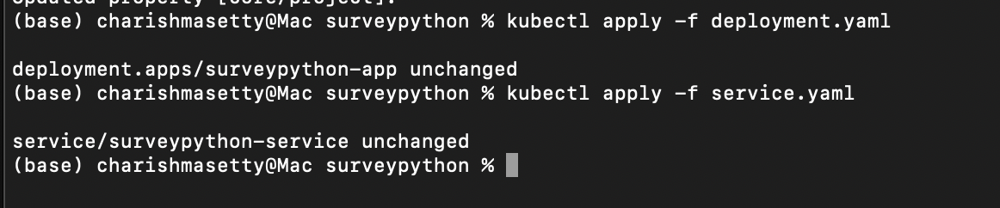 Updated property [core/project].
(base) charishmasetty@Mac surveypython % kubectl apply -f deployment.yaml
deployment.apps/surveypython-app unchanged
(base) charishmasetty@Mac surveypython % kubectl apply -f service.yaml
service/surveypython-service unchanged
(base) charishmasetty@Mac surveypython %